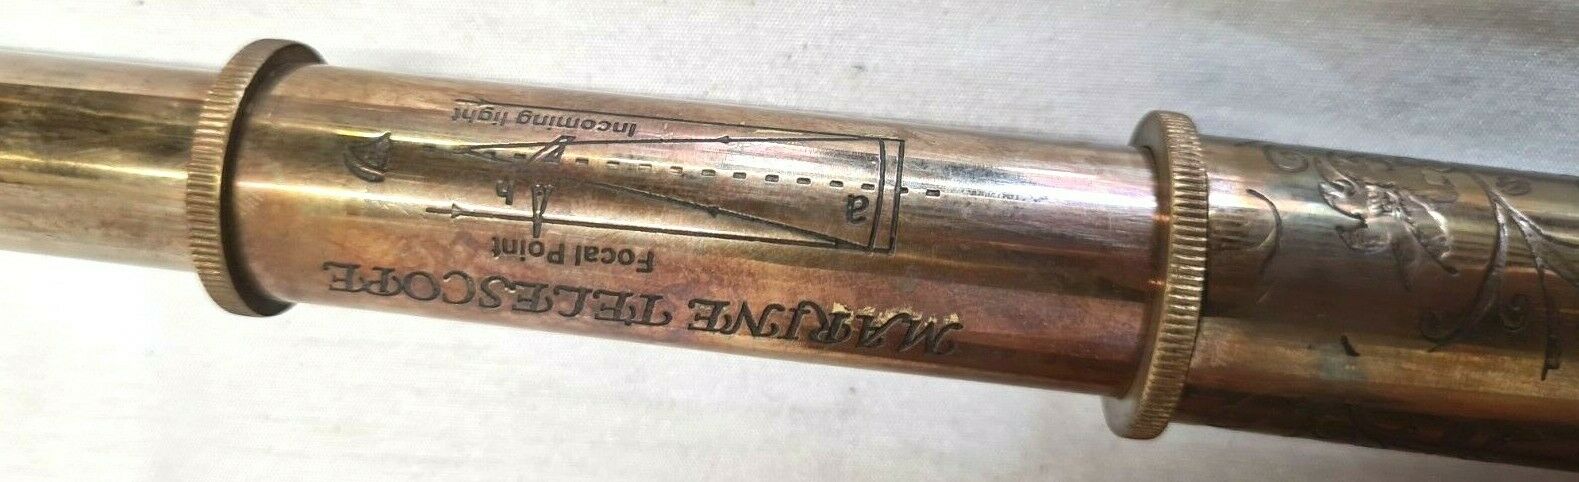 MARINE TELESCOPE
Focal Point
a
h
Incoming light